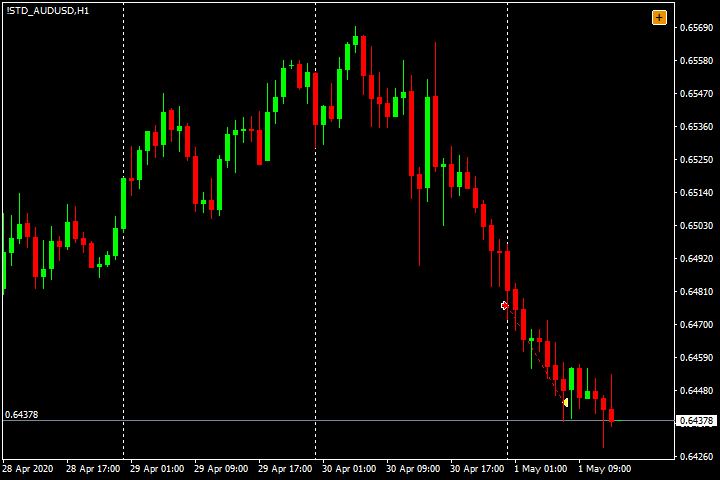 !STD_AUDUSD,H1
0.65690
0.65580
0.65470
0.65360
0.65250
0.65140
0.65030
0.64920
0.64810
0.64700
0.64590
0.64480
0.64378
0.64378
0.64260
28 Apr 2020
28 Apr 17:00
29 Apr 01:00
29 Apr 09:00
29 Apr 17:00
30 Apr 01:00
30 Apr 09:00
30 Apr 17:00
1 May 01:00
1 May 09:00